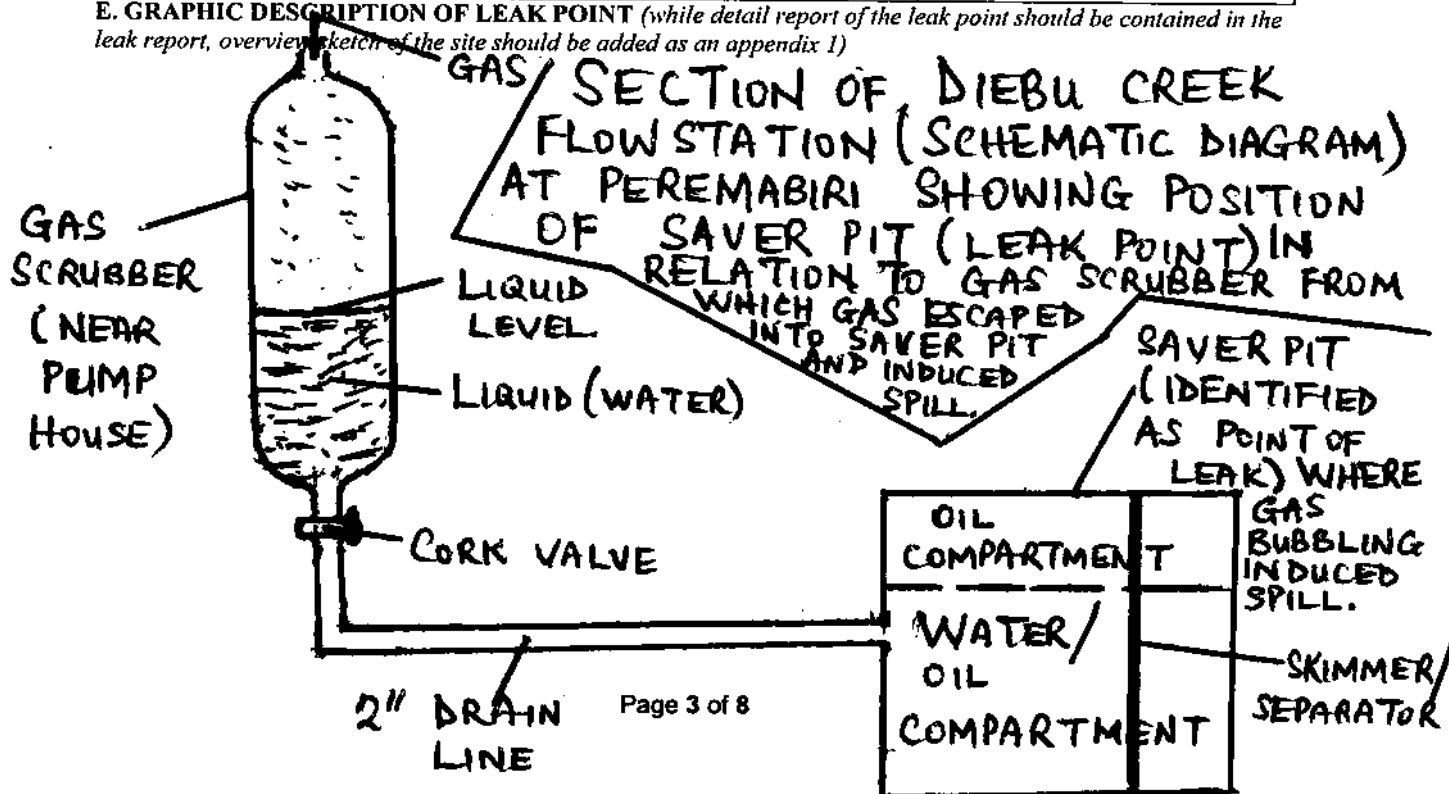 E. GRAPHIC DESCRIPTION OF LEAK POINT (while detail report of the leak point should be contained in the
leak report, overview sketch of the site should be added as an appendix 1)
GAS
SECTION OF DIEBU CREEK
FLOWSTATION (SCHEMATIC DIAGRAM)
AT PEREMABIRI SHOWING POSITION
OF SAVER PIT (LEAK POINT) IN
RELATION TO GAS SCRUBBER FROM
WHICH GAS ESCAPED
INTO SAVER PIT
AND INDUCED
SPILL.
GAS
SCRUBBER
(NEAR
PUMP
HOUSE)
LIQUID
LEVEL
LIQUID (WATER)
CORK VALVE
SAVER PIT
(IDENTIFIED
AS POINT OF
LEAK) WHERE
GAS
BUBBLING
INDUCED
SPILL.
OIL
COMPARTMENT
WATER/
OIL
COMPARTMENT
SKIMMER/
SEPARATOR
2" DRAIN
LINE
Page 3 of 8